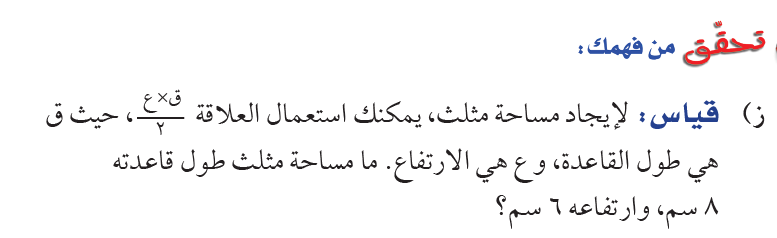 تحقّق من فهمك:
ز) قياس: لإيجاد مساحة مثلث، يمكنك استعمال العلاقة ق×ع/٢، حيث ق
هي طول القاعدة، و ع هي الارتفاع. ما مساحة مثلث طول قاعدته
٨ سم، وارتفاعه ٦ سم؟